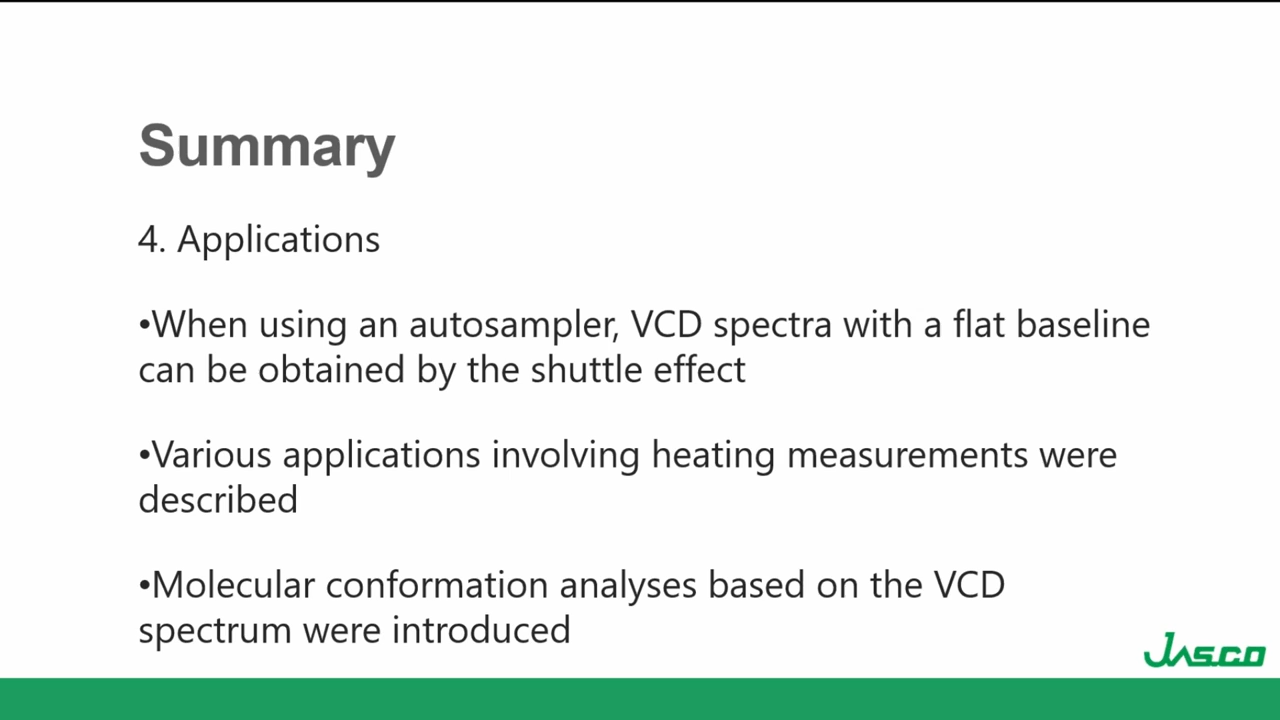 Summary
4. Applications
•When using an autosampler, VCD spectra with a flat baseline
can be obtained by the shuttle effect
•Various applications involving heating measurements were
described
•Molecular conformation analyses based on the VCD
spectrum were introduced
JASCO